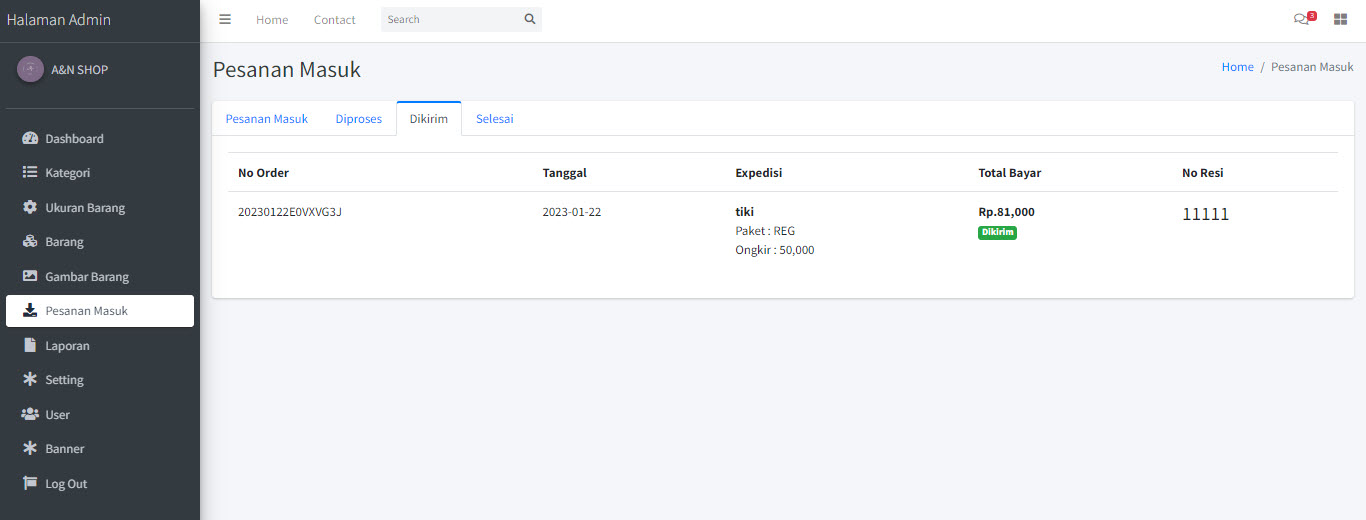 Halaman Admin
Home Contact Search 3
A&N SHOP
Pesanan Masuk
Home / Pesanan Masuk
Dashboard
Kategori
Ukuran Barang
Barang
Gambar Barang
Pesanan Masuk
Laporan
Setting
User
Banner
Log Out
Pesanan Masuk Diproses Dikirim Selesai
No Order Tanggal Expedisi Total Bayar No Resi
20230122E0VXVG3J 2023-01-22 tiki Rp.81,000 11111
Paket : REG Dikirim
Ongkir : 50,000